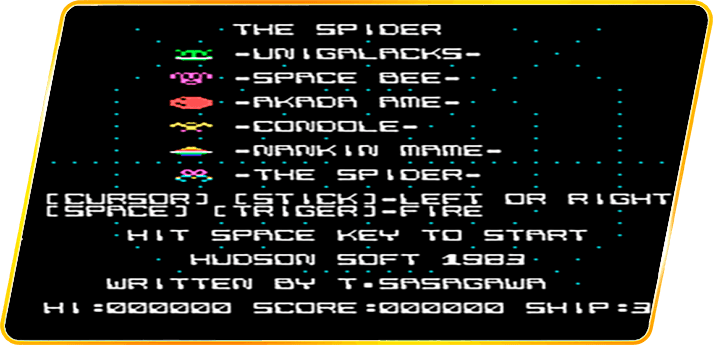 THE SPIDER
-UNIGALACKS-
-SPACE BEE-
-AKADA AME-
-CONDOLE-
-NANKIN MAME-
-THE SPIDER-
[CURSOR] [STICK]-LEFT OR RIGHT
[SPACE] [TRIGER]-FIRE
HIT SPACE KEY TO START
HUDSON SOFT 1983
WRITTEN BY T.SASAGAWA
HI:000000 SCORE:000000 SHIP:3